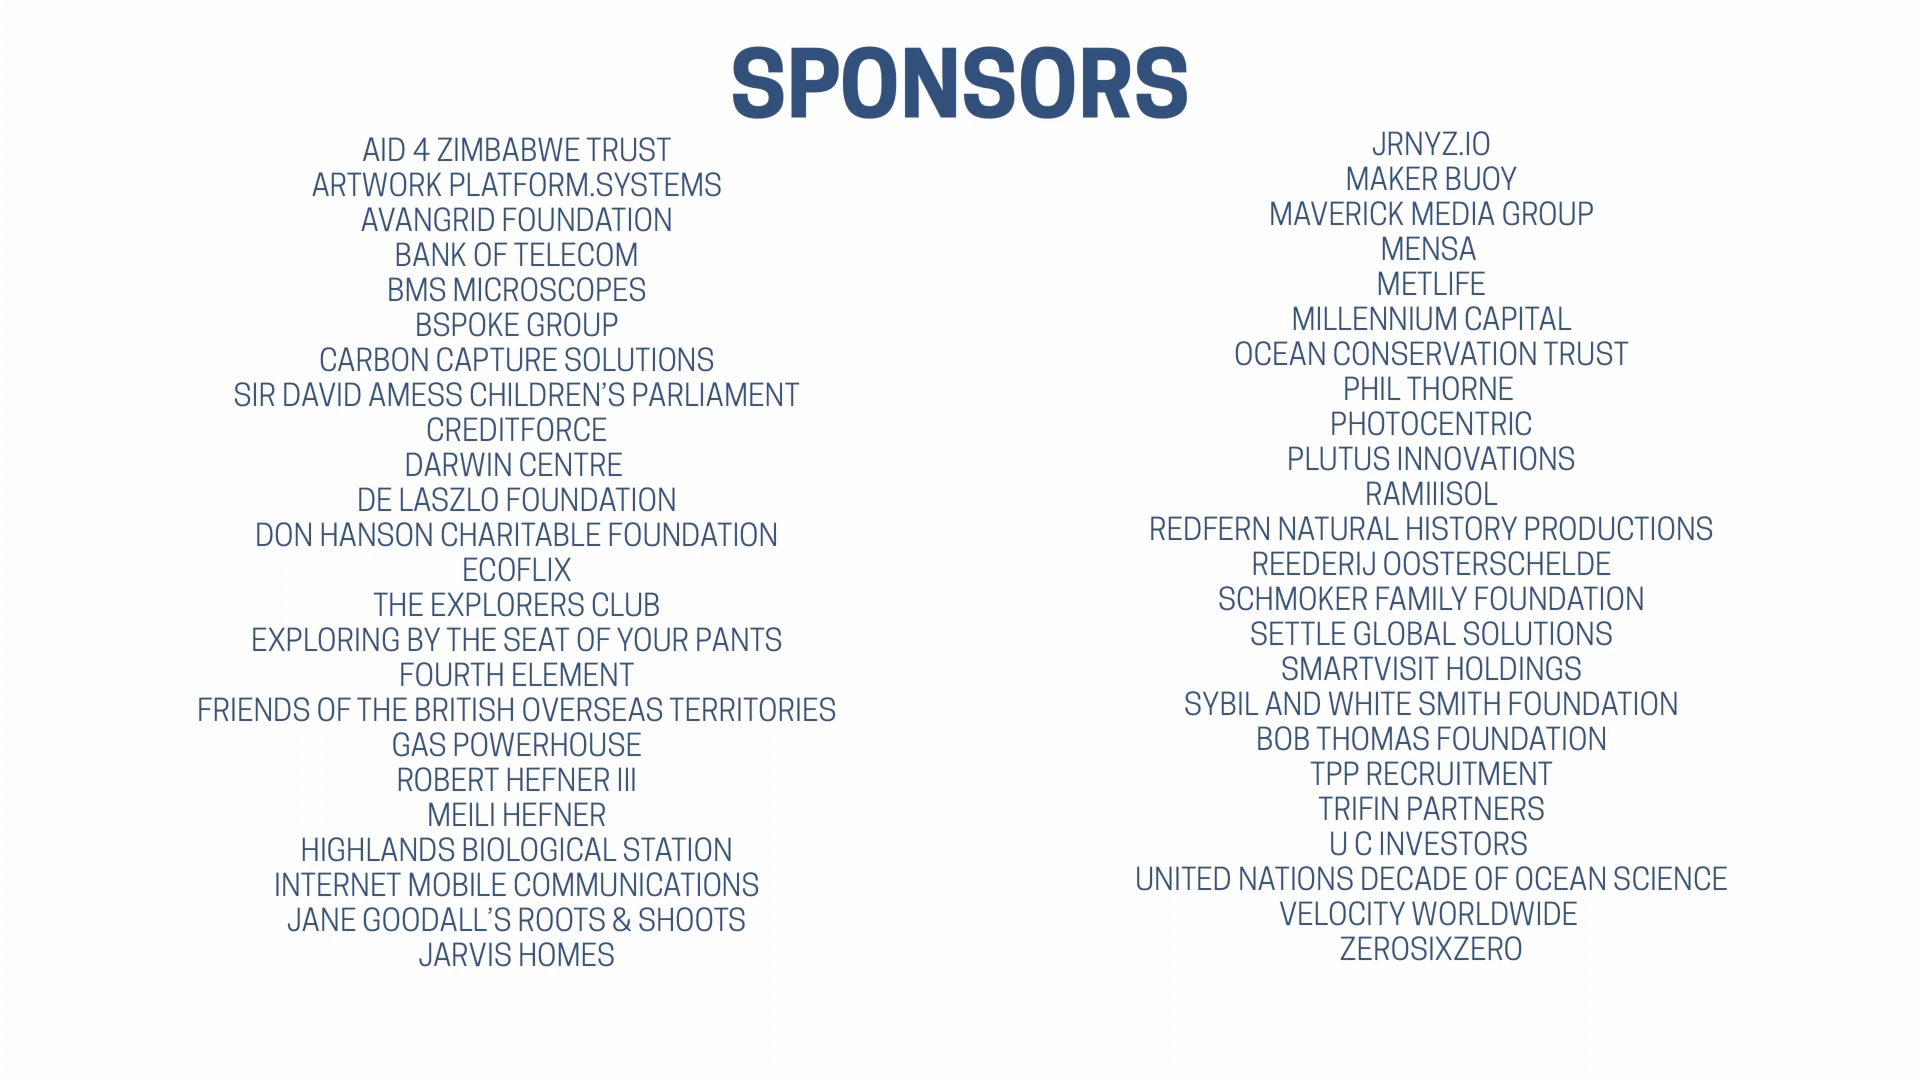 SPONSORS
AID 4 ZIMBABWE TRUST
ARTWORK PLATFORM.SYSTEMS
AVANGRID FOUNDATION
BANK OF TELECOM
BMS MICROSCOPES
BSPOKE GROUP
CARBON CAPTURE SOLUTIONS
SIR DAVID AMESS CHILDREN'S PARLIAMENT
CREDITFORCE
DARWIN CENTRE
DE LASZLO FOUNDATION
DON HANSON CHARITABLE FOUNDATION
ECOFLIX
THE EXPLORERS CLUB
EXPLORING BY THE SEAT OF YOUR PANTS
FOURTH ELEMENT
FRIENDS OF THE BRITISH OVERSEAS TERRITORIES
GAS POWERHOUSE
ROBERT HEFNER III
MEILI HEFNER
HIGHLANDS BIOLOGICAL STATION
INTERNET MOBILE COMMUNICATIONS
JANE GOODALL'S ROOTS & SHOOTS
JARVIS HOMES
JRNYZ.IO
MAKER BUOY
MAVERICK MEDIA GROUP
MENSA
METLIFE
MILLENNIUM CAPITAL
OCEAN CONSERVATION TRUST
PHIL THORNE
PHOTOCENTRIC
PLUTUS INNOVATIONS
RAMIIISOL
REDFERN NATURAL HISTORY PRODUCTIONS
REEDERIJ OOSTERSCHELDE
SCHMOKER FAMILY FOUNDATION
SETTLE GLOBAL SOLUTIONS
SMARTVISIT HOLDINGS
SYBIL AND WHITE SMITH FOUNDATION
BOB THOMAS FOUNDATION
TPP RECRUITMENT
TRIFIN PARTNERS
U C INVESTORS
UNITED NATIONS DECADE OF OCEAN SCIENCE
VELOCITY WORLDWIDE
ZEROSIXZERO